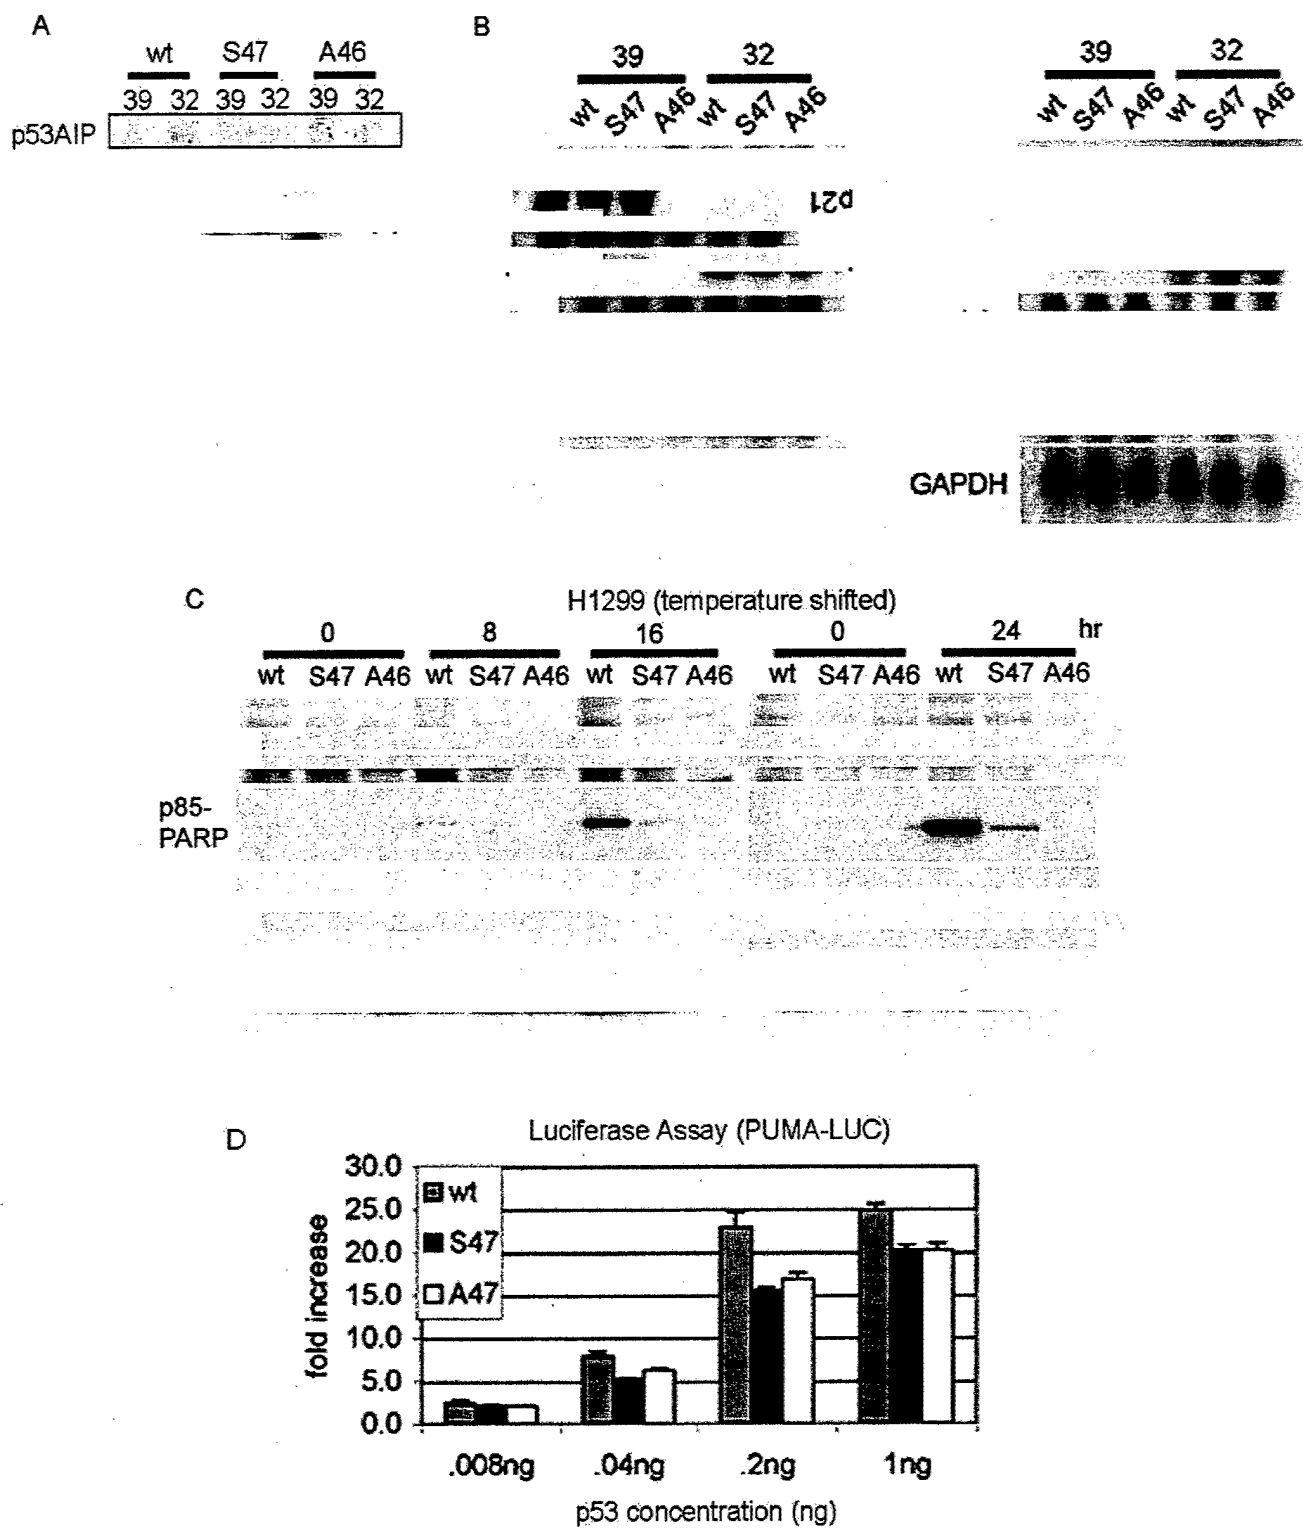 A
wt S47 A46
39 32 39 32 39 32
p53AIP
B
39 32
wt S47 A46 wt S47 A46
p21
39 32
wt S47 A46 wt S47 A46
GAPDH
C
H1299 (temperature shifted)
0 8 16 0 24 hr
wt S47 A46 wt S47 A46 wt S47 A46 wt S47 A46 wt S47 A46
p85-
PARP
D
Luciferase Assay (PUMA-LUC)
fold increase
30.0
25.0
20.0
15.0
10.0
5.0
0.0
wt
S47
A47
.008ng .04ng .2ng 1ng
p53 concentration (ng)